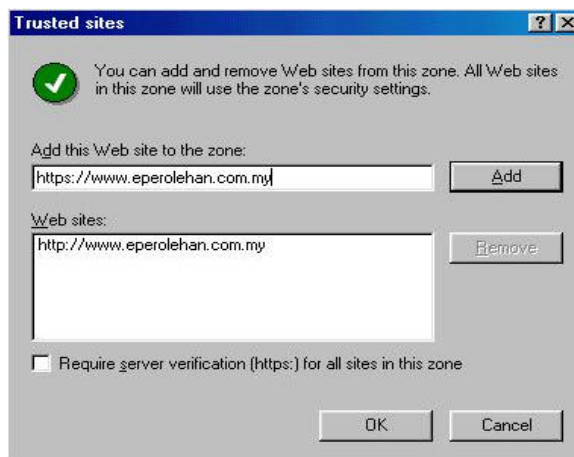 Trusted sites
You can add and remove Web sites from this zone. All Web sites
in this zone will use the zone's security settings.
Add this Web site to the zone:
https://www.eperolehan.com.my
Add
Web sites:
http://www.eperolehan.com.my
Remove
Require server verification (https:) for all sites in this zone
OK
Cancel